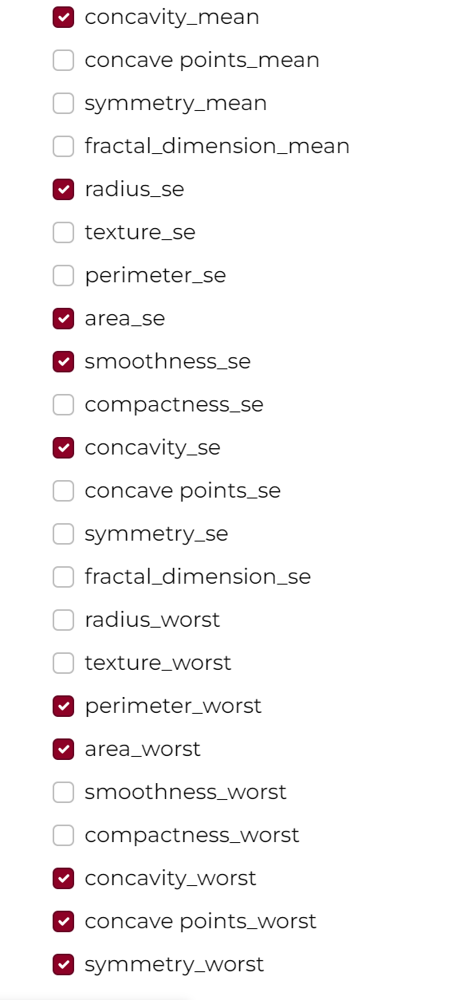 concavity_mean
concave points_mean
symmetry_mean
fractal_dimension_mean
radius_se
texture_se
perimeter_se
area_se
smoothness_se
compactness_se
concavity_se
concave points_se
symmetry_se
fractal_dimension_se
radius_worst
texture_worst
perimeter_worst
area_worst
smoothness_worst
compactness_worst
concavity_worst
concave points_worst
symmetry_worst